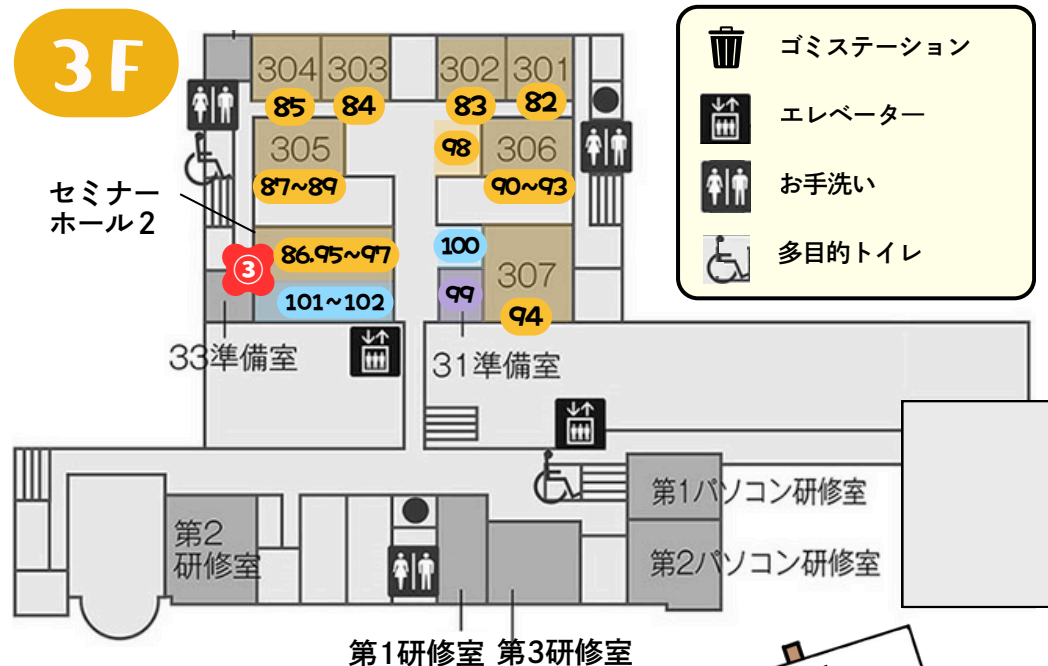 3F
ゴミステーション
エレベーター
お手洗い
多目的トイレ
304 303 302 301
85 84 83 82
305 98 306
87~89 90~93
セミナー
ホール2
86.95~97 100
③ 307
101~102 99
94
33準備室 31準備室
第1パソコン研修室
第2
研修室
第2パソコン研修室
第1研修室 第3研修室